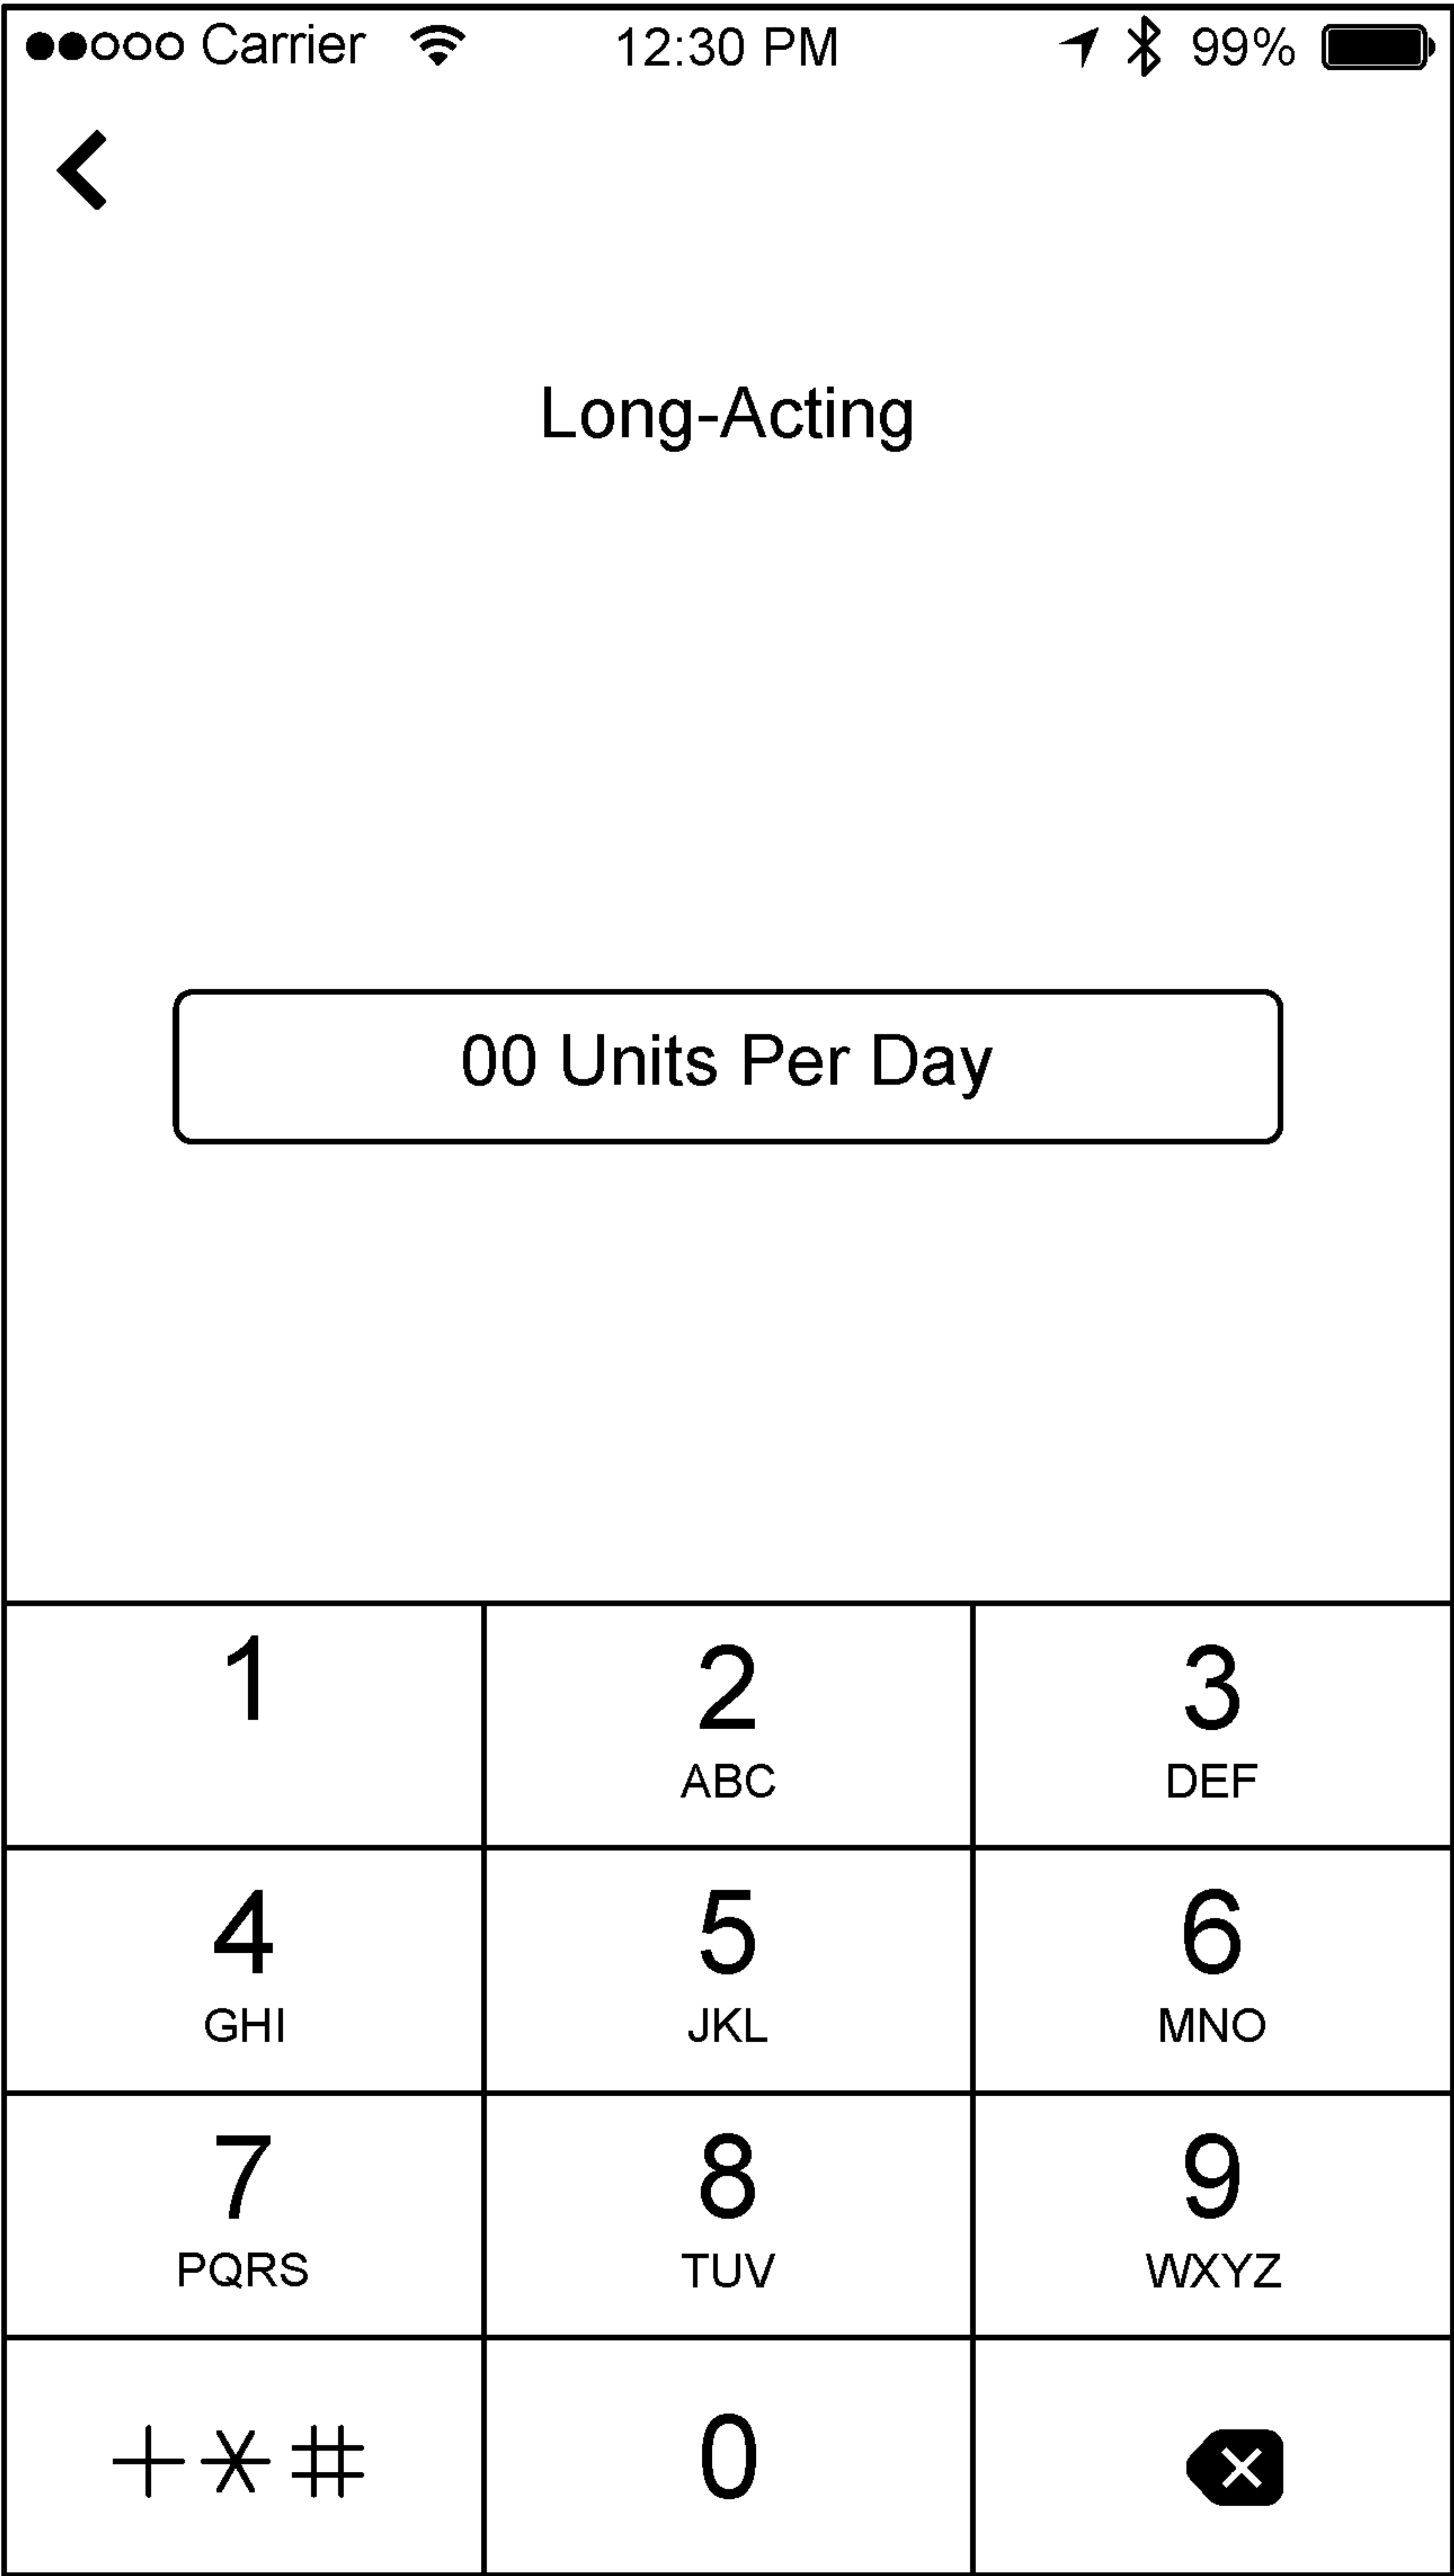 Carrier 12:30 PM 99%
Long-Acting
00 Units Per Day
1 2 3
ABC DEF
4 5 6
GHI JKL MNO
7 8 9
PQRS TUV WXYZ
+*# 0